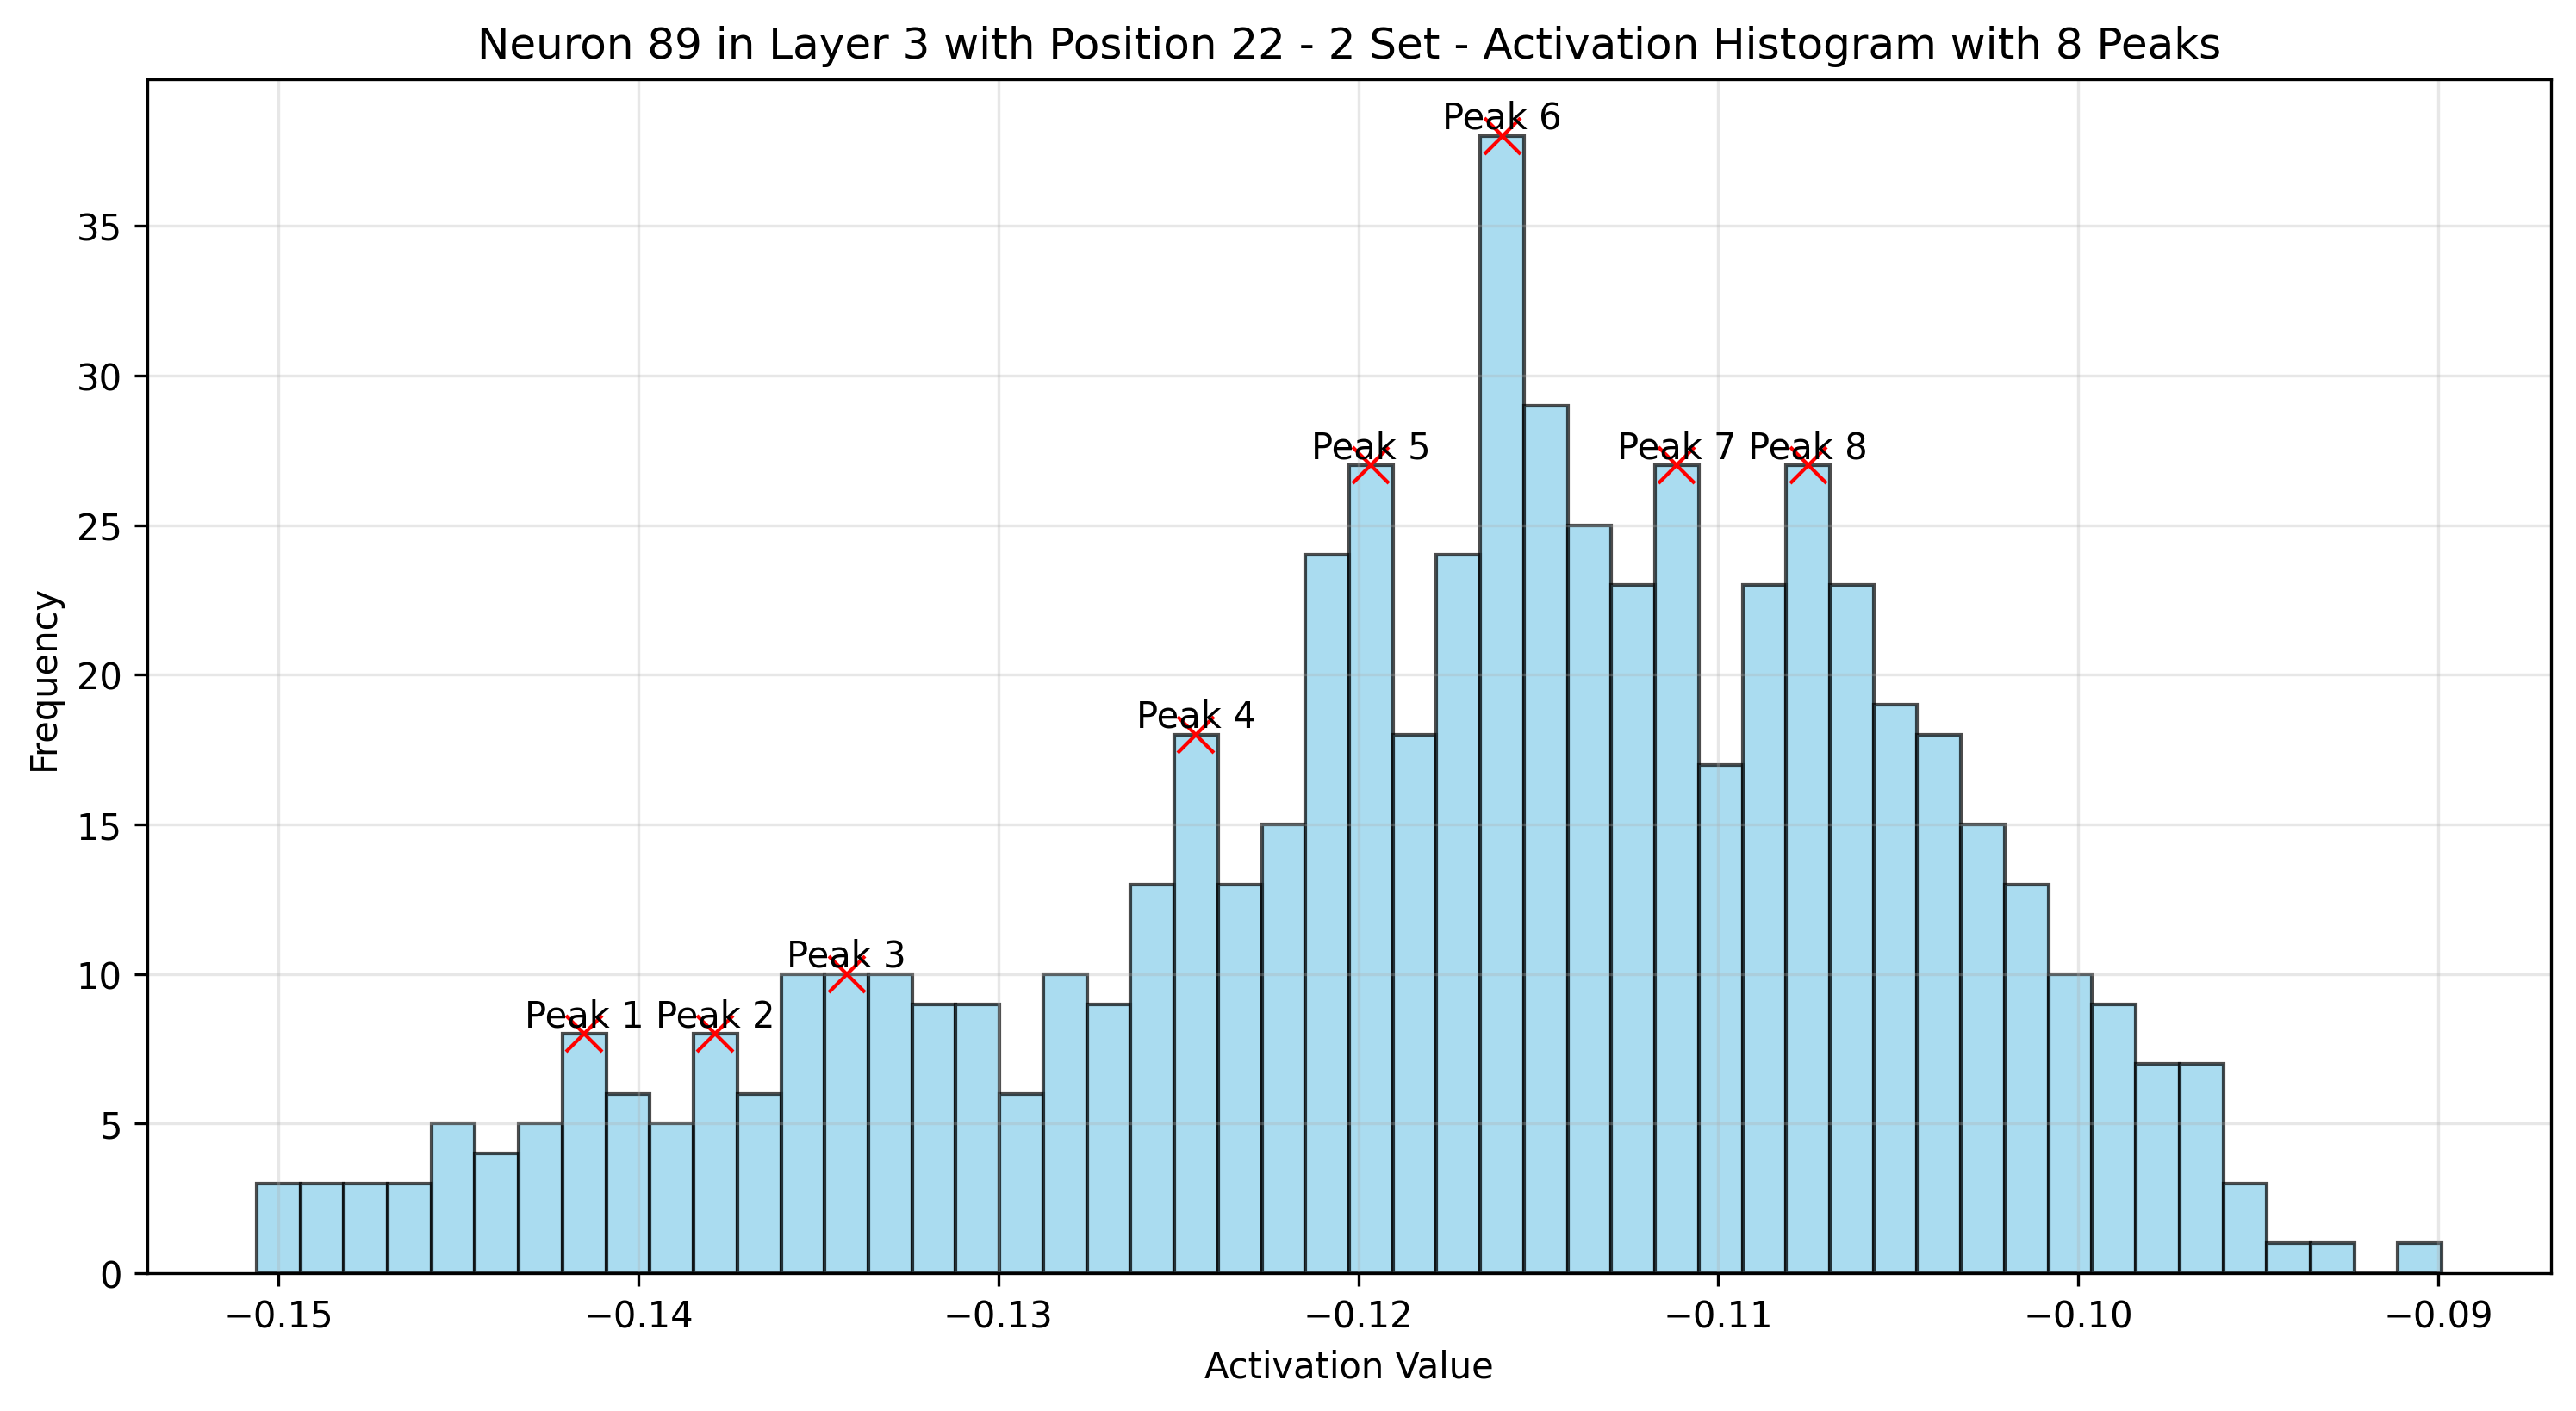 Neuron 89 in Layer 3 with Position 22 - 2 Set - Activation Histogram with 8 Peaks
Peak 6
35
30
Peak 5 Peak 7 Peak 8
25
20
Peak 4
15
Peak 3
10
Peak 1 Peak 2
5
0
Frequency
−0.15 −0.14 −0.13 −0.12 −0.11 −0.10 −0.09
Activation Value